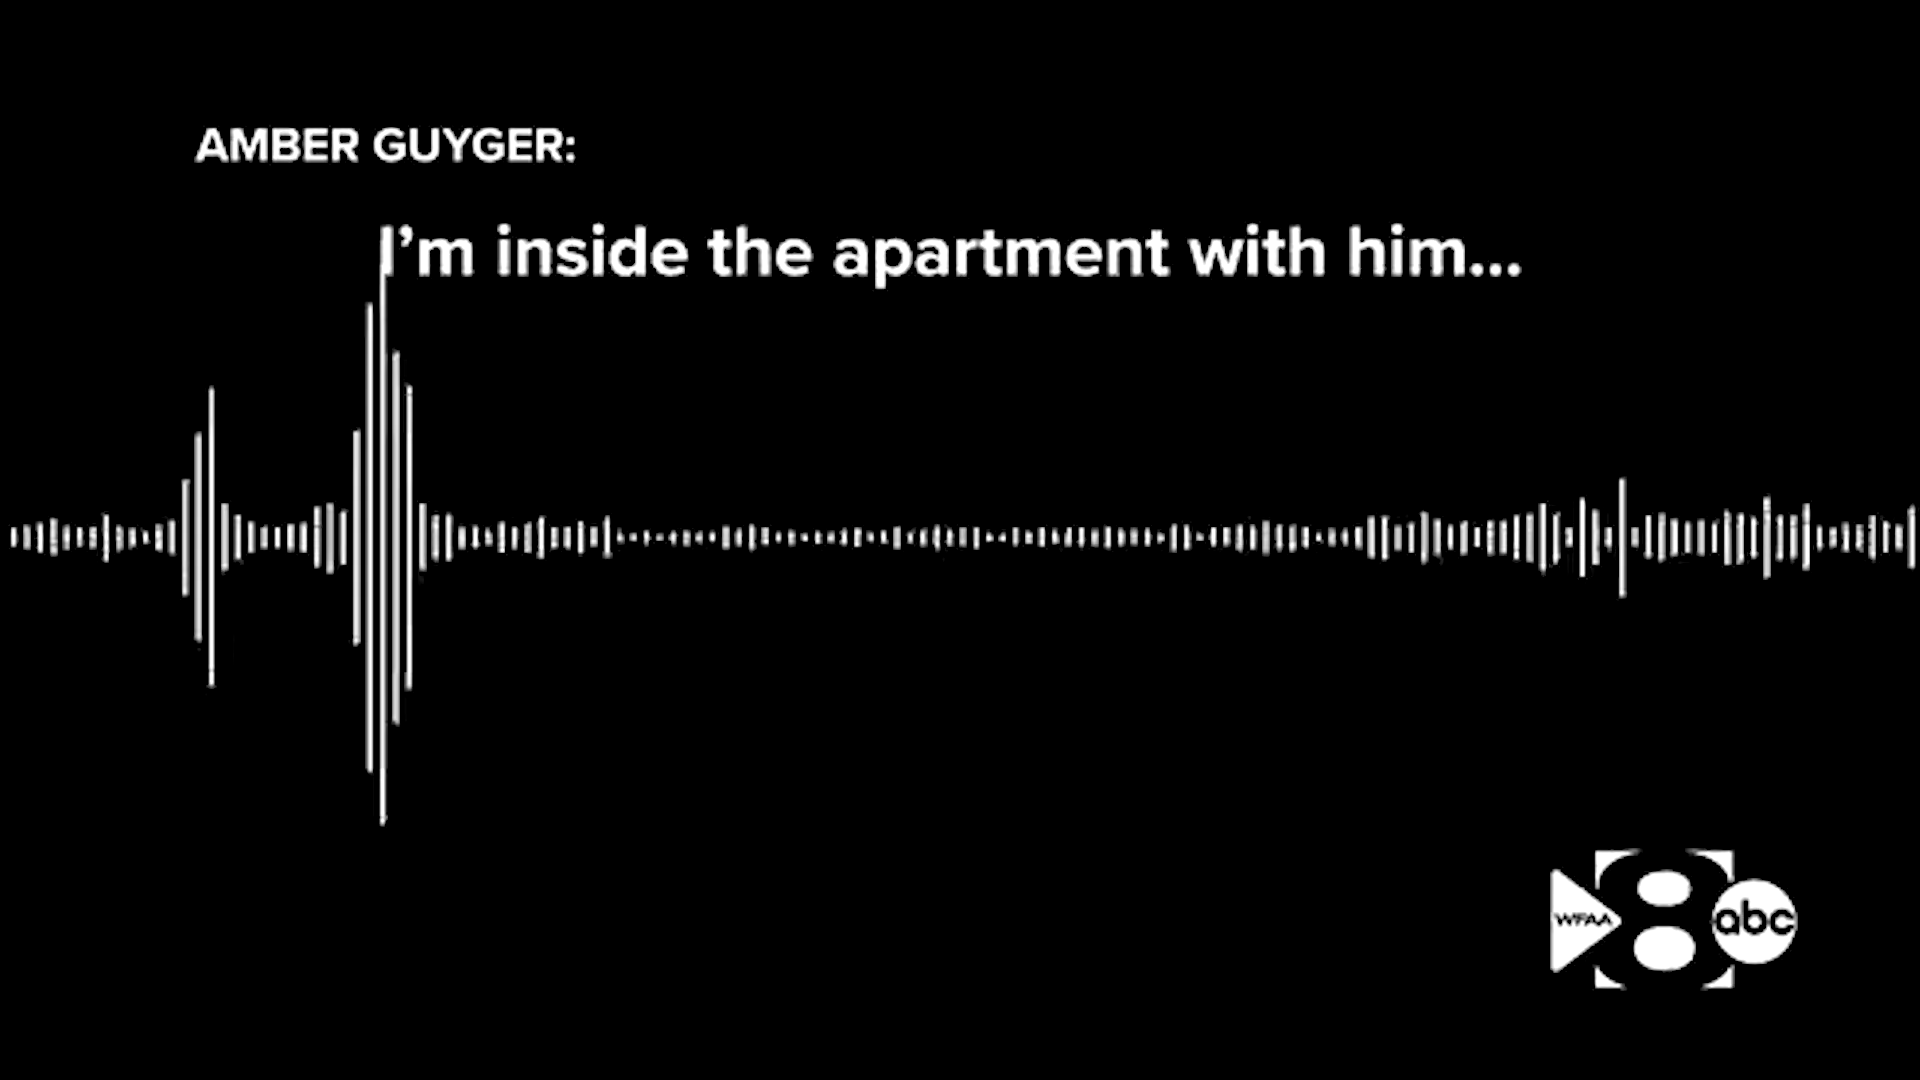 AMBER GUYGER:
I’m inside the apartment with him...
WFAA 8 abc